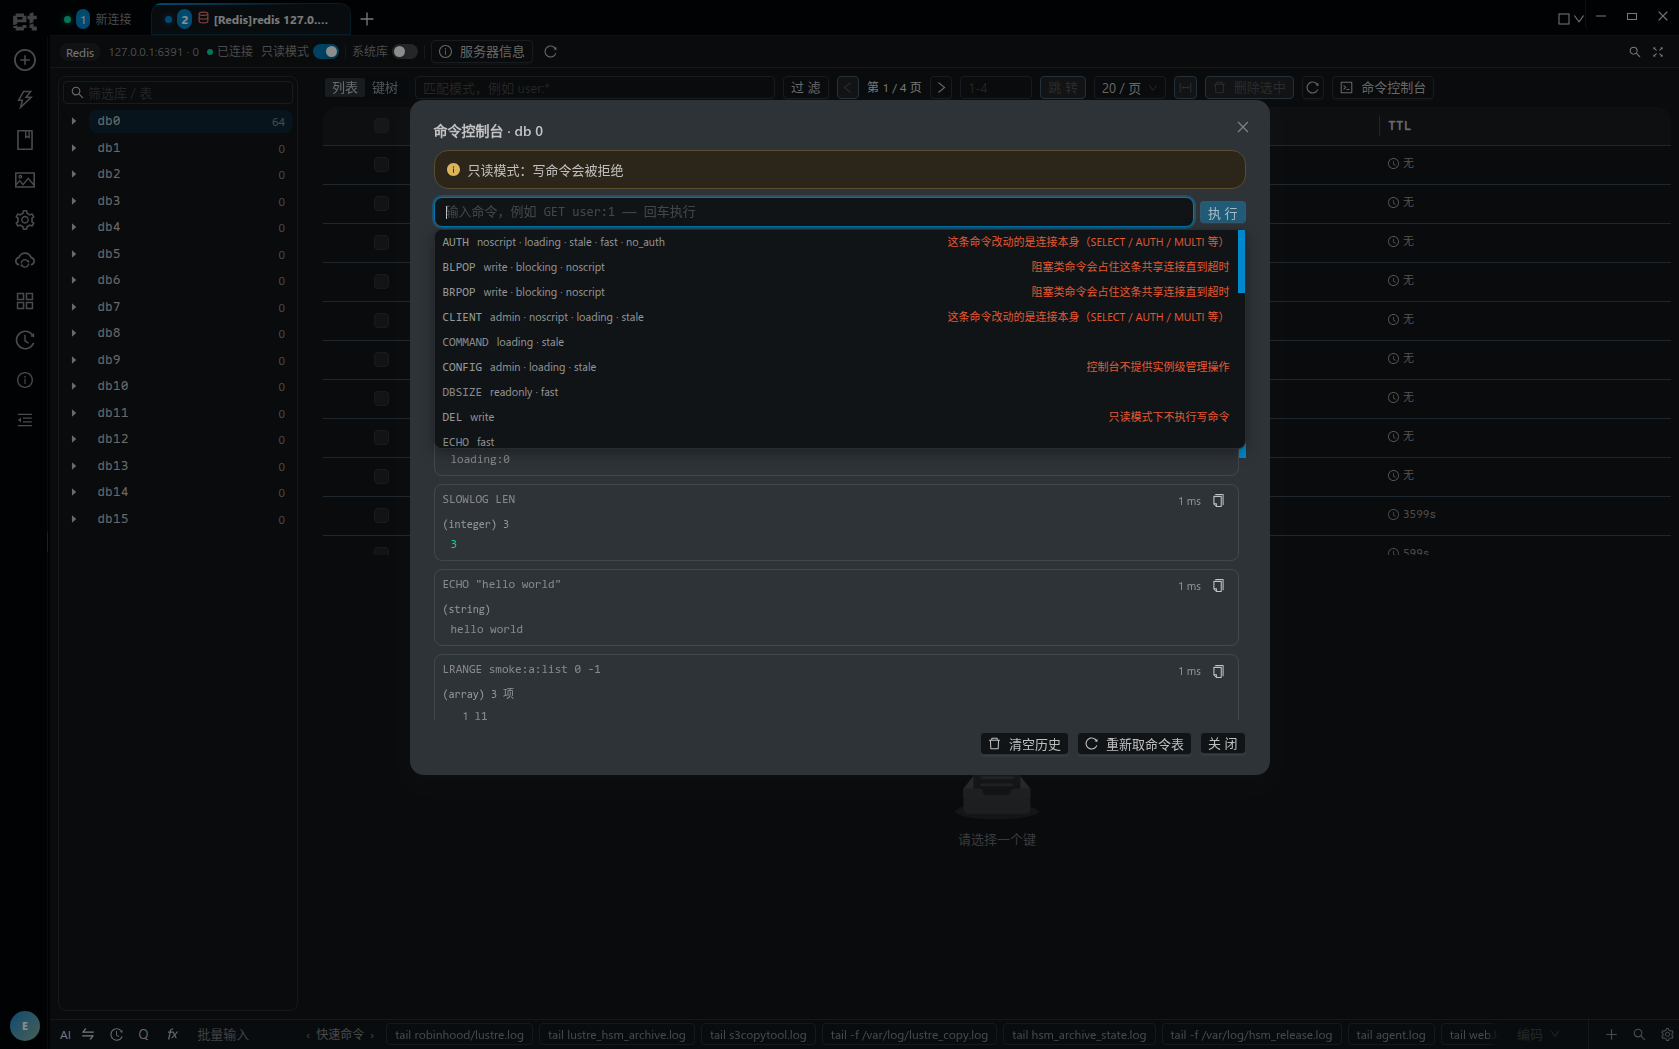 et
1 新连接
2 [Redis]redis 127.0....
Redis 127.0.0.1:6391 · 0 已连接 只读模式 系统库 服务器信息
筛选库 / 表
列表 键树 匹配模式，例如 user:* 过 滤 第 1 / 4 页 1-4 跳 转 20 / 页 删除选中 命令控制台
db0 64
db1 0
db2 0
db3 0
db4 0
db5 0
db6 0
db7 0
db8 0
db9 0
db10 0
db11 0
db12 0
db13 0
db14 0
db15 0
TTL
无
无
无
无
无
无
无
无
无
3599s
599s
命令控制台 · db 0
只读模式：写命令会被拒绝
输入命令，例如 GET user:1 —— 回车执行 执 行
AUTH noscript · loading · stale · fast · no_auth 这条命令改动的是连接本身（SELECT / AUTH / MULTI 等）
BLPOP write · blocking · noscript 阻塞类命令会占住这条共享连接直到超时
BRPOP write · blocking · noscript 阻塞类命令会占住这条共享连接直到超时
CLIENT admin · noscript · loading · stale 这条命令改动的是连接本身（SELECT / AUTH / MULTI 等）
COMMAND loading · stale
CONFIG admin · loading · stale 控制台不提供实例级管理操作
DBSIZE readonly · fast
DEL write 只读模式下不执行写命令
ECHO fast
loading:0
SLOWLOG LEN 1 ms
(integer) 3
3
ECHO "hello world" 1 ms
(string)
hello world
LRANGE smoke:a:list 0 -1 1 ms
(array) 3 项
1 l1
清空历史 重新取命令表 关 闭
请选择一个键
E
AI fx 批量输入 ‹ 快速命令 › tail robinhood/lustre.log tail lustre_hsm_archive.log tail s3copytool.log tail -f /var/log/lustre_copy.log tail hsm_archive_state.log tail -f /var/log/hsm_release.log tail agent.log tail web. 编码